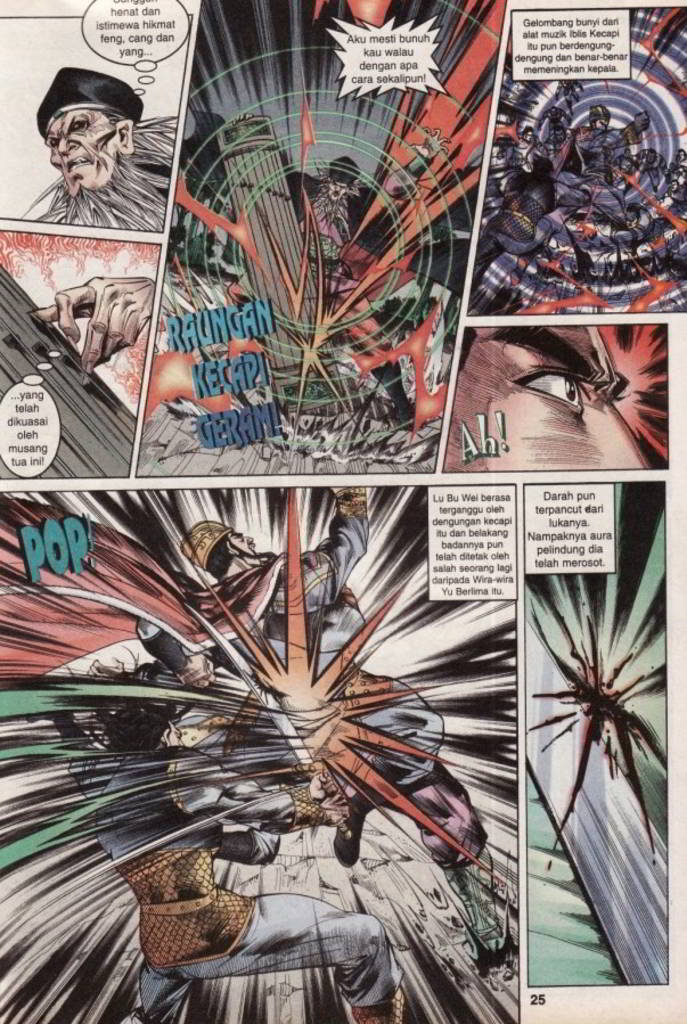 Sungguh
henat dan
istimewa hikmat
feng, cang dan
yang...
Aku mesti bunuh
kau walau
dengan apa
cara sekalipun!
Gelombang bunyi dari
alat muzik Iblis Kecapi
itu pun berdengung-
dengung dan benar-benar
memeningkan kepala.
...yang
telah
dikuasai
oleh
musang
tua ini!
RAUNGAN
KECAPI
GERAM!
Ah!
POP!
Lu Bu Wei berasa
terganggu oleh
dengungan kecapi
itu dan belakang
badannya pun
telah ditetak oleh
salah seorang lagi
daripada Wira-wira
Yu Berlima itu.
Darah pun
terpancut dari
lukanya.
Nampaknya aura
pelindung dia
telah merosot.
25